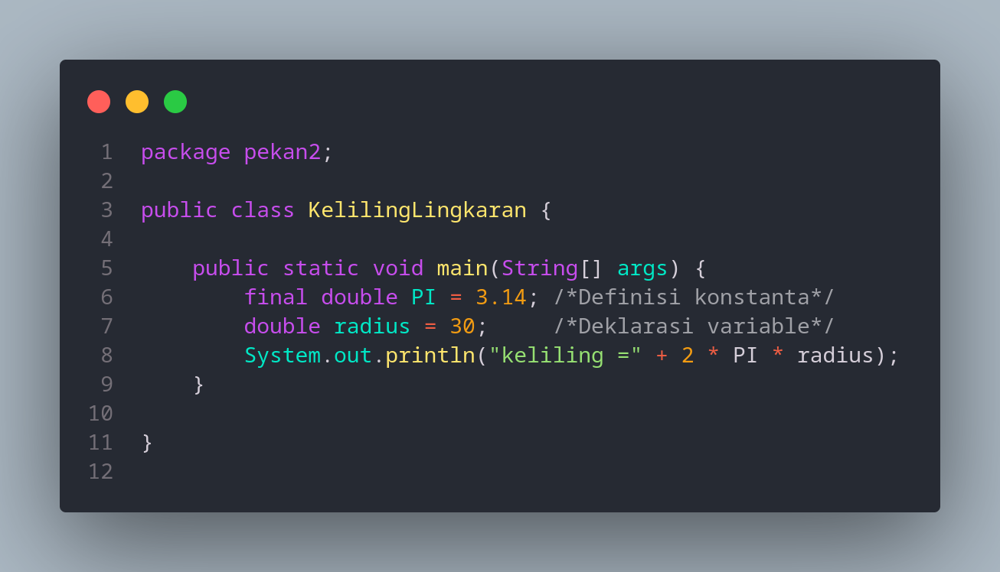 1 package pekan2;
2
3 public class KelilingLingkaran {
4
5     public static void main(String[] args) {
6         final double PI = 3.14; /*Definisi konstanta*/
7         double radius = 30;     /*Deklarasi variable*/
8         System.out.println("keliling =" + 2 * PI * radius);
9     }
10
11 }
12